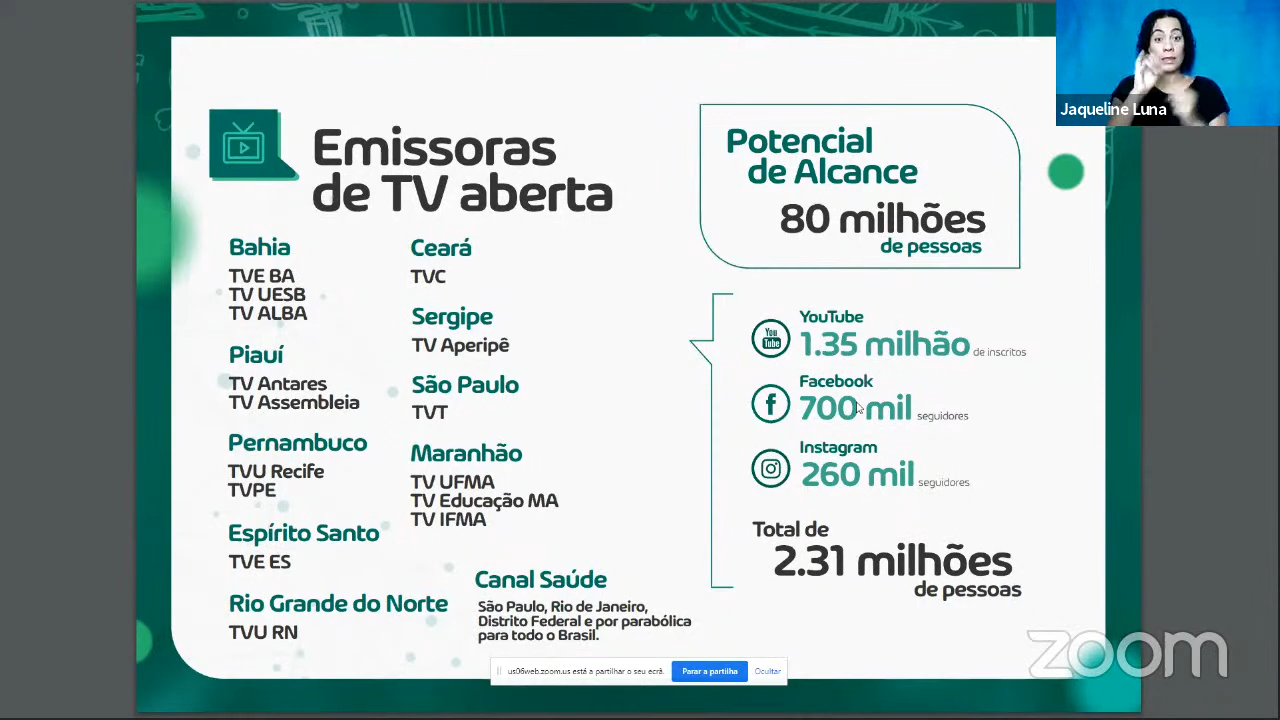 Emissoras
de TV aberta
Bahia
TVE BA
TV UESB
TV ALBA
Piauí
TV Antares
TV Assembleia
Pernambuco
TVU Recife
TVPE
Espírito Santo
TVE ES
Rio Grande do Norte
TVU RN
Ceará
TVC
Sergipe
TV Aperipê
São Paulo
TVT
Maranhão
TV UFMA
TV Educação MA
TV IFMA
Canal Saúde
São Paulo, Rio de Janeiro,
Distrito Federal e por parabólica
para todo o Brasil.
Potencial
de Alcance
80 milhões
de pessoas
You
Tube
YouTube
1.35 milhão de inscritos
Facebook
700 mil seguidores
Instagram
260 mil seguidores
Total de
2.31 milhões
de pessoas
Jaqueline Luna
us06web.zoom.us está a partilhar o seu ecrã. Parar a partilha Ocultar
zoom